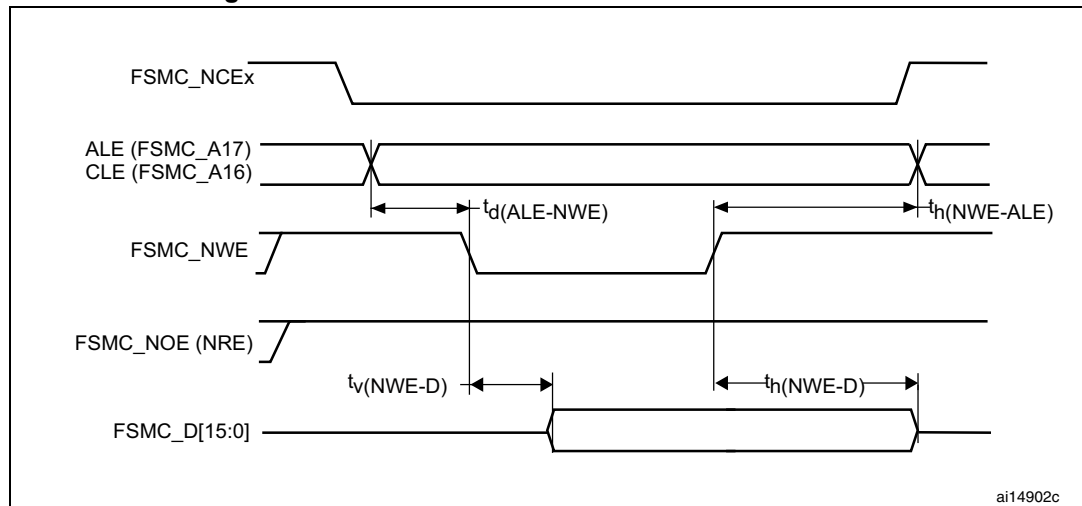 FSMC_NCEx
ALE (FSMC_A17)
CLE (FSMC_A16)
td(ALE-NWE)
th(NWE-ALE)
FSMC_NWE
FSMC_NOE (NRE)
tv(NWE-D)
th(NWE-D)
FSMC_D[15:0]
ai14902c